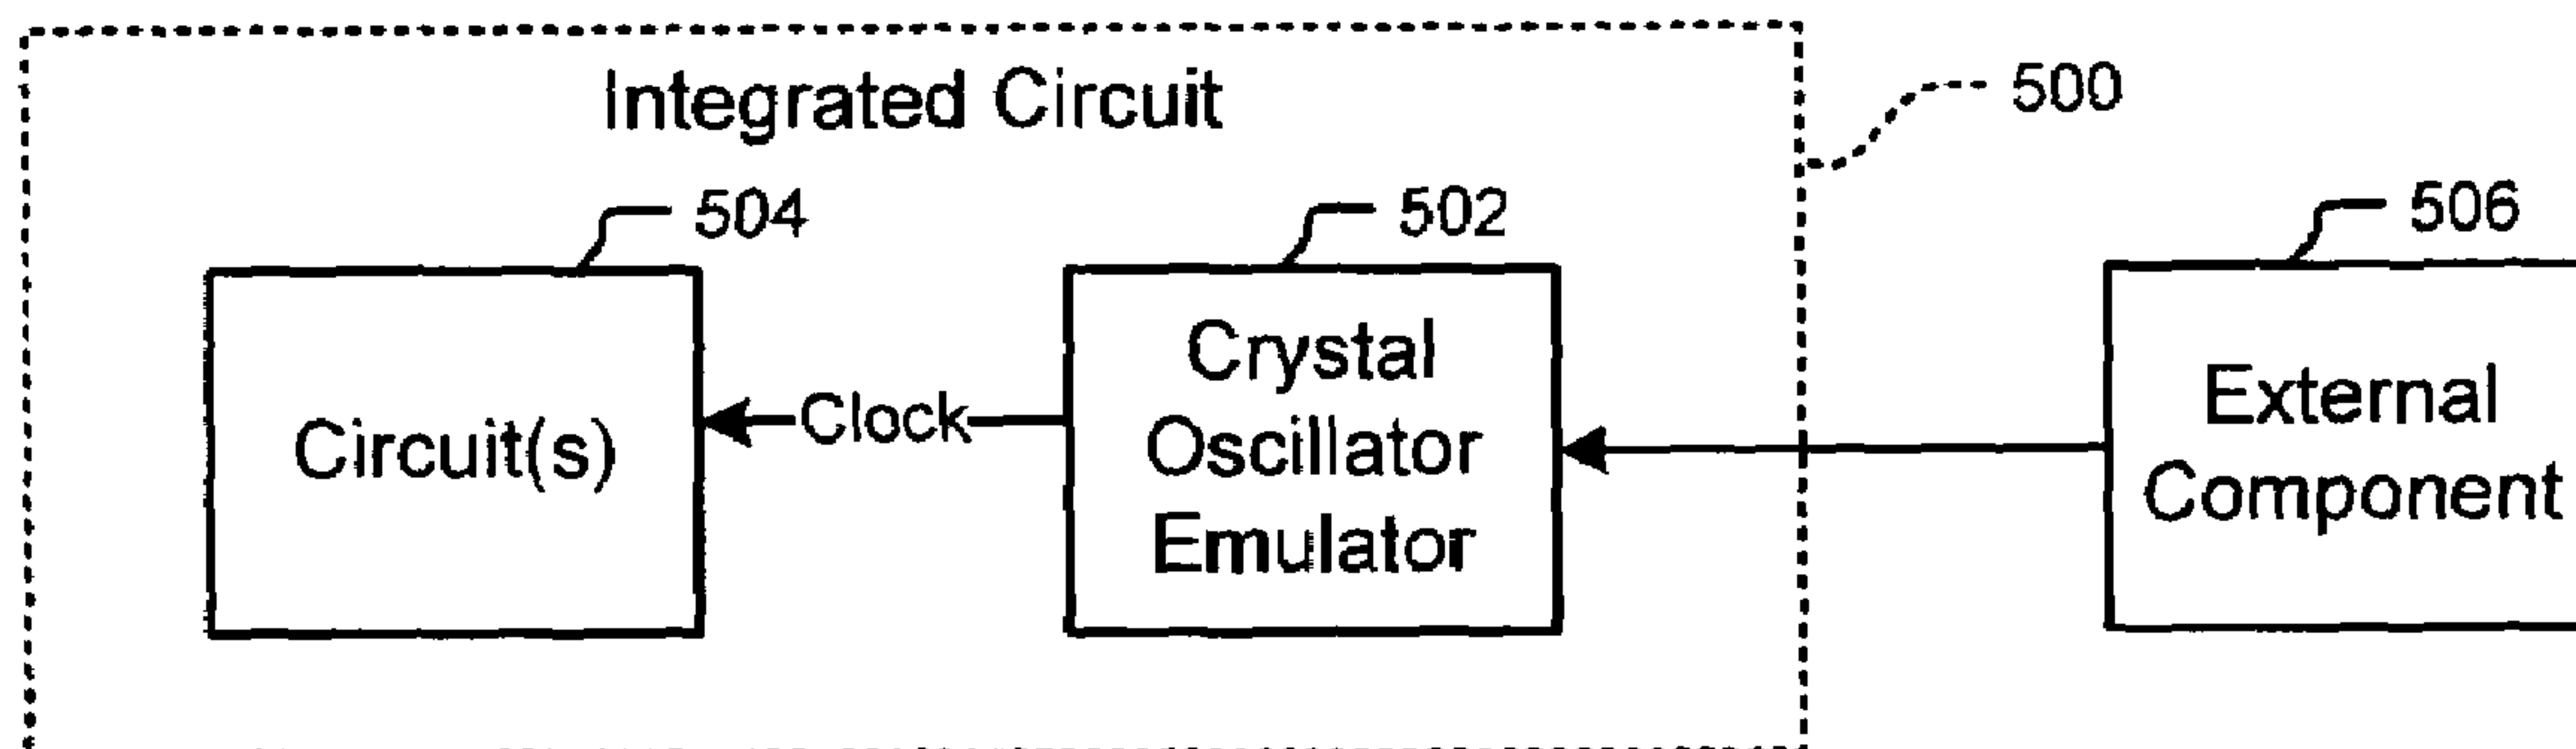 Integrated Circuit
500
504
502
506
Circuit(s)
Clock
Crystal
Oscillator
Emulator
External
Component